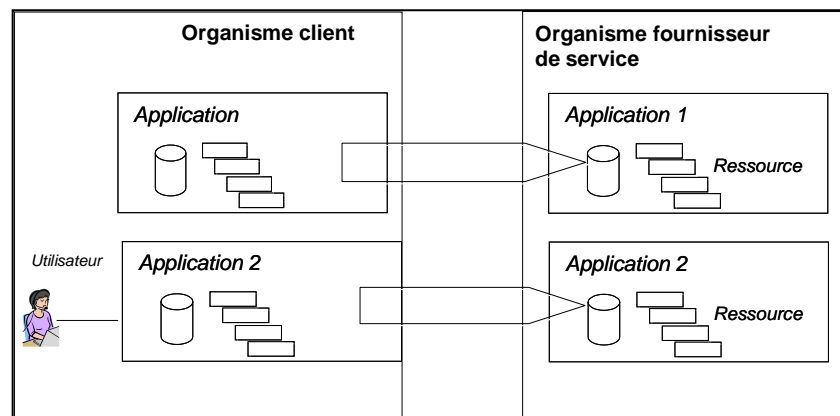 Organisme client
Organisme fournisseur
de service
Application
Application 1
Ressource
Utilisateur
Application 2
Application 2
Ressource